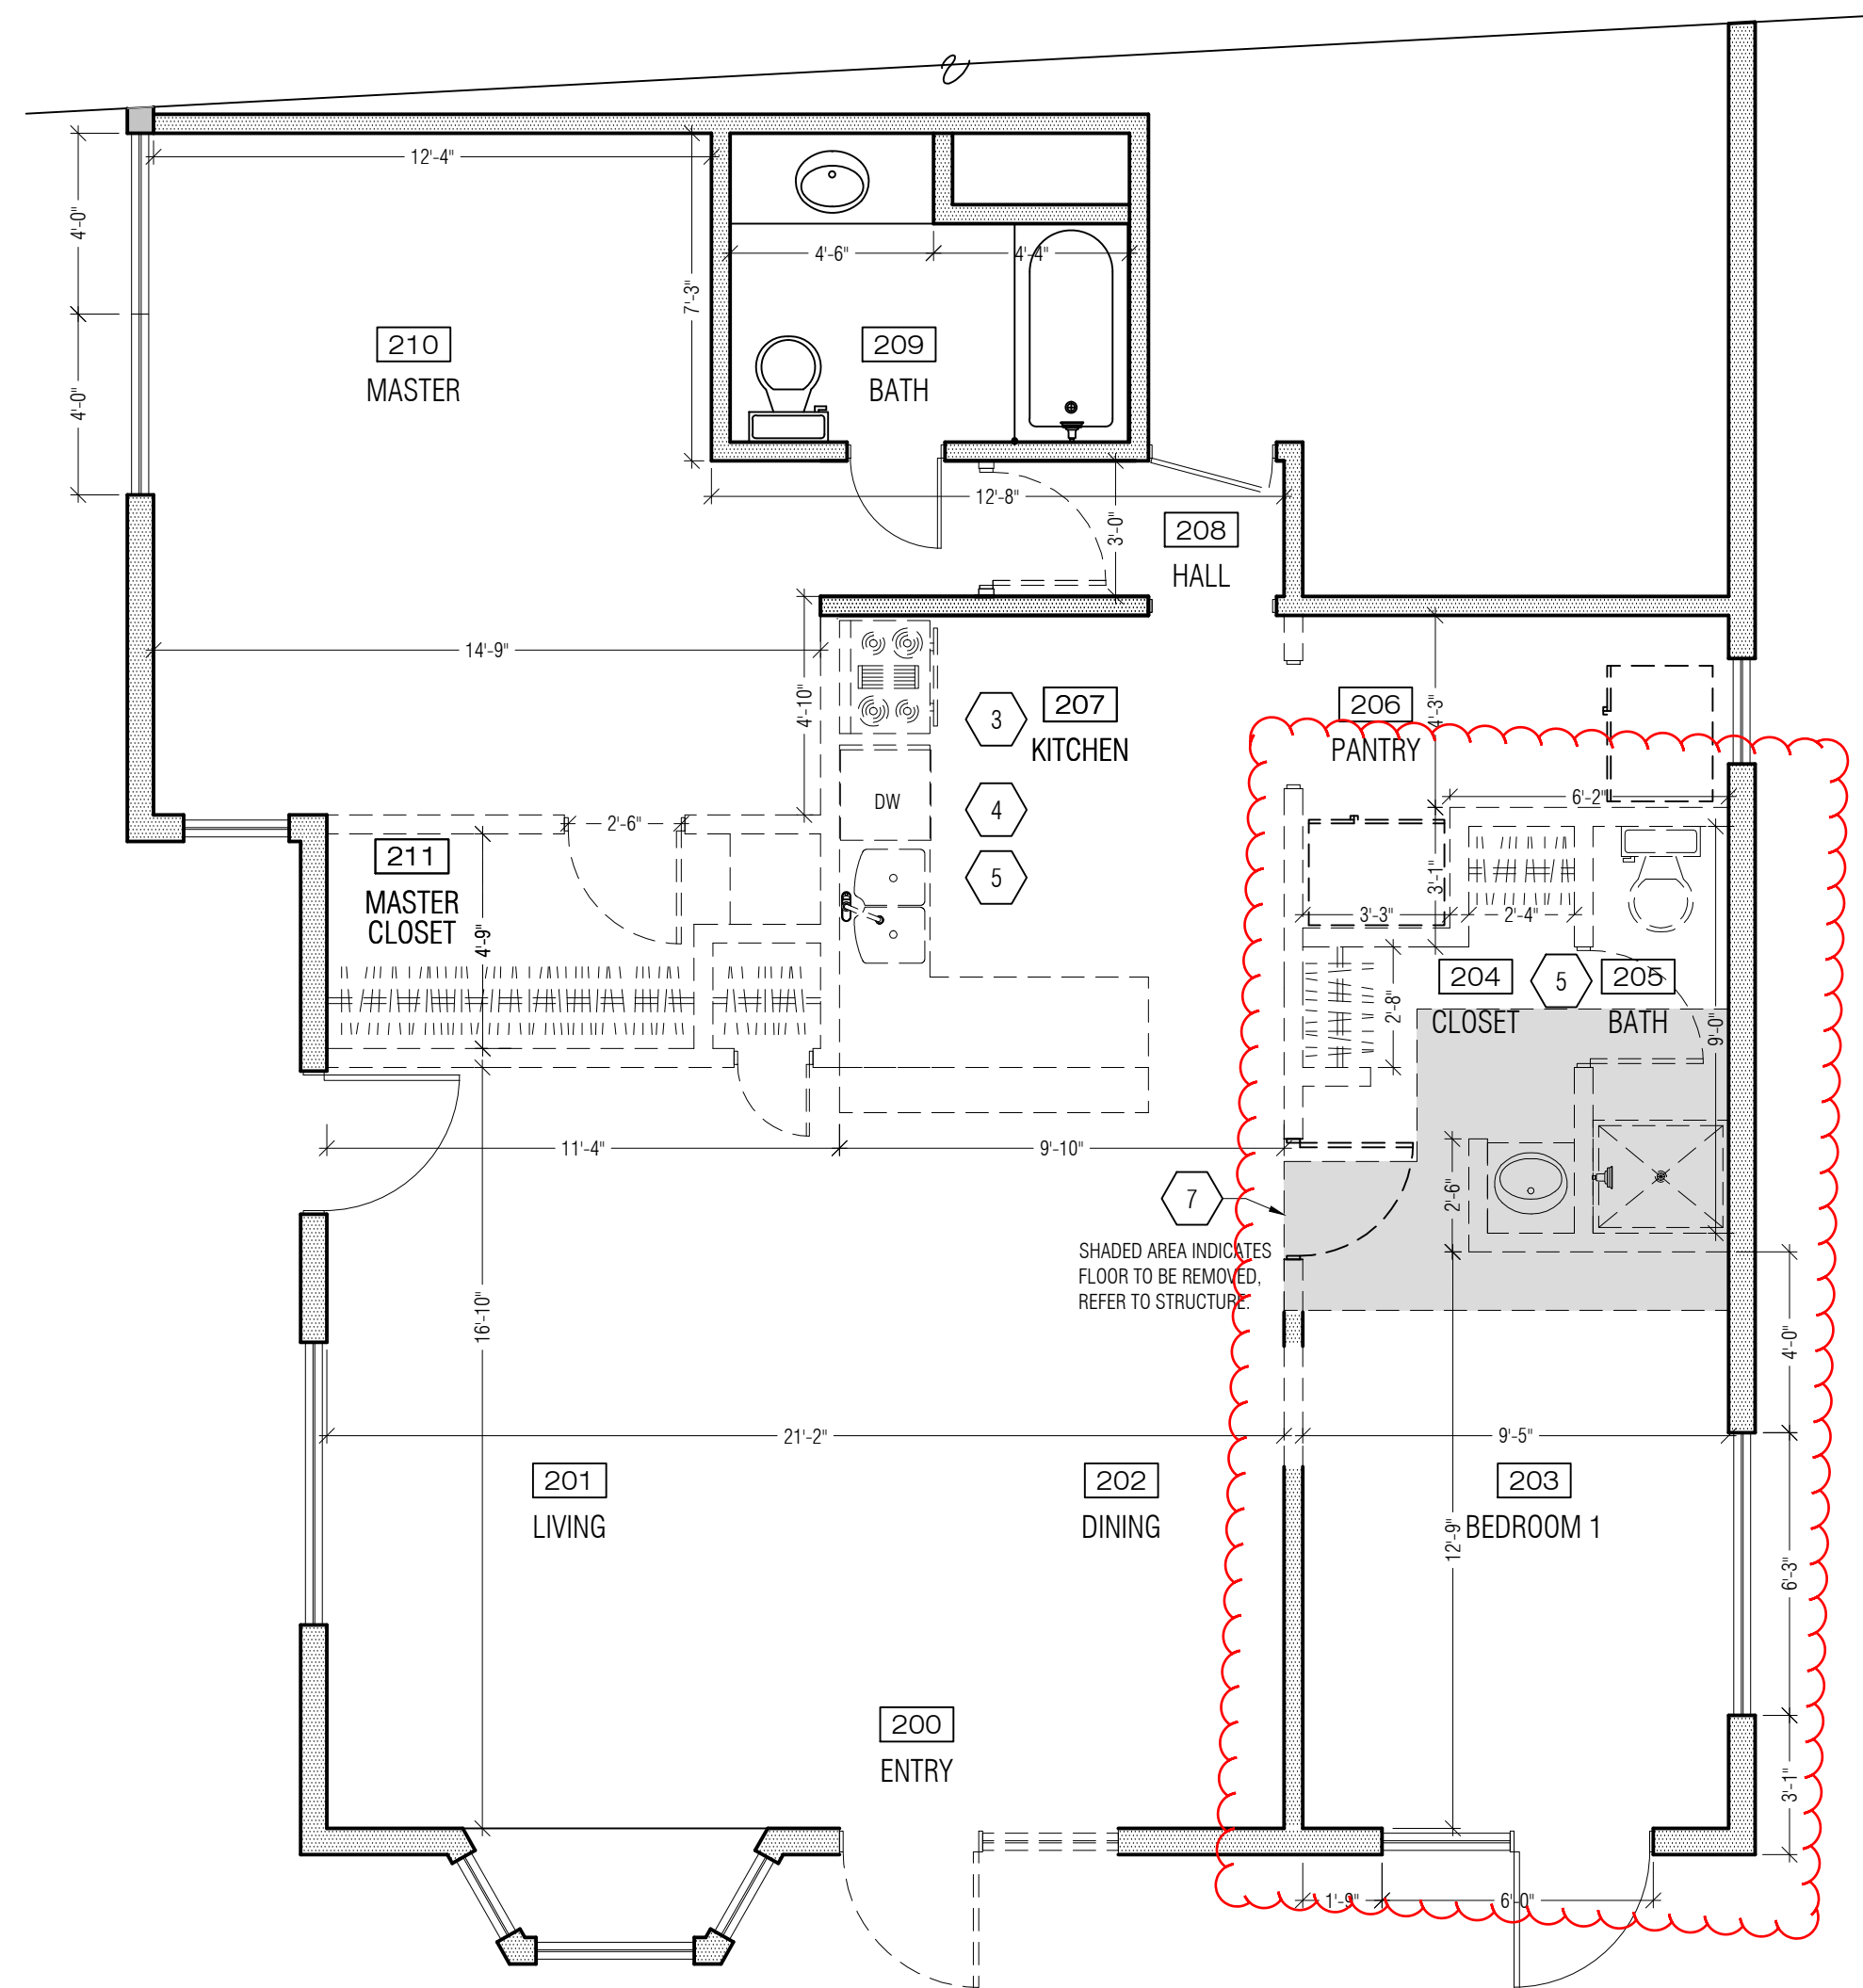 12'-4"
4'-0"
4'-6"
4'-4"
7'-3"
210
MASTER
209
BATH
4'-0"
12'-8"
3'-0"
208
HALL
14'-9"
4'-10"
3
207
KITCHEN
206
PANTRY
4'-3"
DW
4
6'-2"
2'-6"
211
MASTER
CLOSET
4'-9"
5
3'-1"
3'-3"
2'-4"
204
CLOSET
5
205
BATH
2'-8"
9'-0"
11'-4"
9'-10"
7
2'-6"
SHADED AREA INDICATES
FLOOR TO BE REMOVED,
REFER TO STRUCTURE.
16'-10"
4'-0"
21'-2"
9'-5"
201
LIVING
202
DINING
203
BEDROOM 1
12'-9"
6'-3"
200
ENTRY
3'-1"
1'-9"
6'-0"